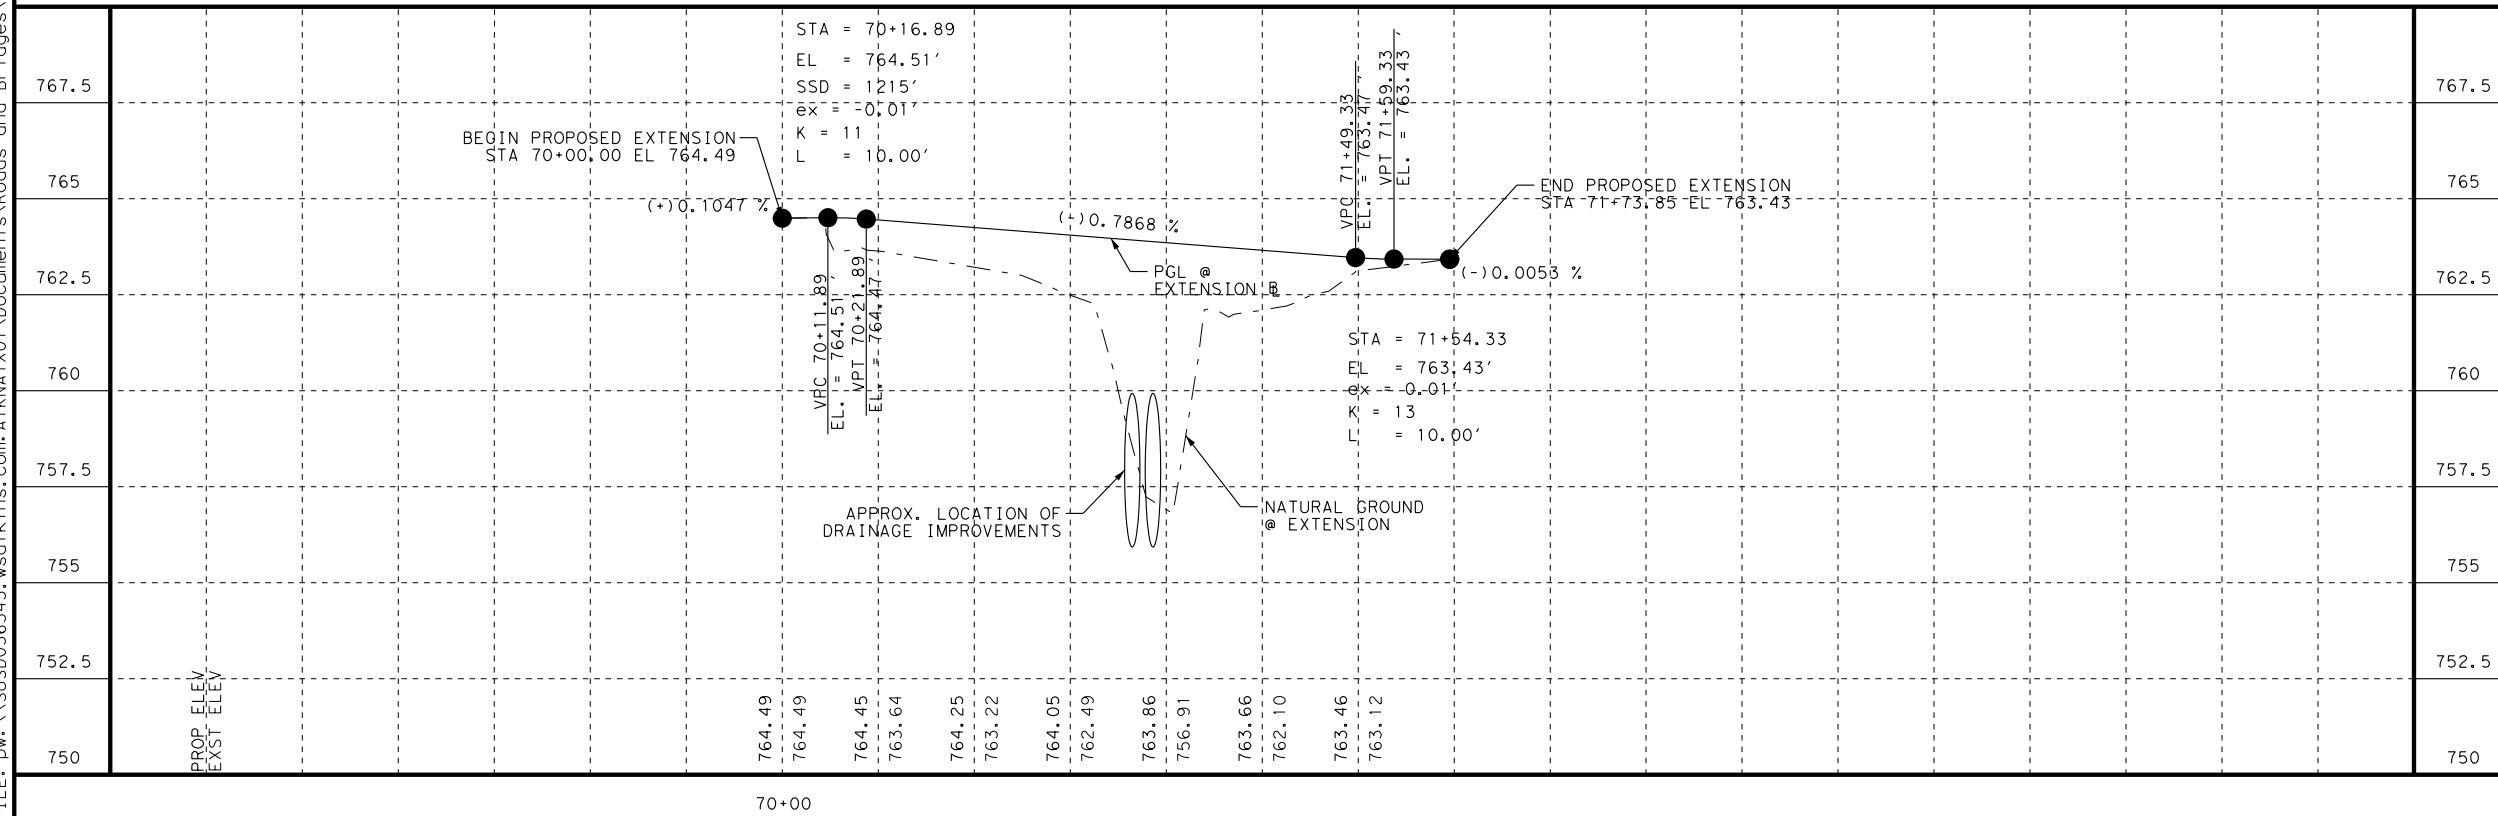 STA = 70+16.89
EL = 764.51'
SSD = 1215'
ex = -0.01'
K = 11
L = 10.00'
BEGIN PROPOSED EXTENSION
STA 70+00.00 EL 764.49
(+)0.1047 %
(-)0.7868 %
VPC 71+49.33
EL. = 763.47'
VPT 71+59.33
EL. = 763.43'
END PROPOSED EXTENSION
STA 71+73.85 EL 763.43
(-)0.0053 %
PGL @
EXTENSION
VPC 70+11.89
EL. = 764.51'
VPT 70+21.89
EL. = 764.47'
STA = 71+54.33
EL = 763.43'
ex = 0.01'
K = 13
L = 10.00'
APPROX. LOCATION OF
DRAINAGE IMPROVEMENTS
NATURAL GROUND
@ EXTENSION
767.5
765
762.5
760
757.5
755
752.5
750
767.5
765
762.5
760
757.5
755
752.5
750
PROP ELEV
EXST ELEV
764.49
764.49
764.45
763.64
764.25
763.22
764.05
762.49
763.86
756.91
763.66
762.10
763.46
763.12
70+00